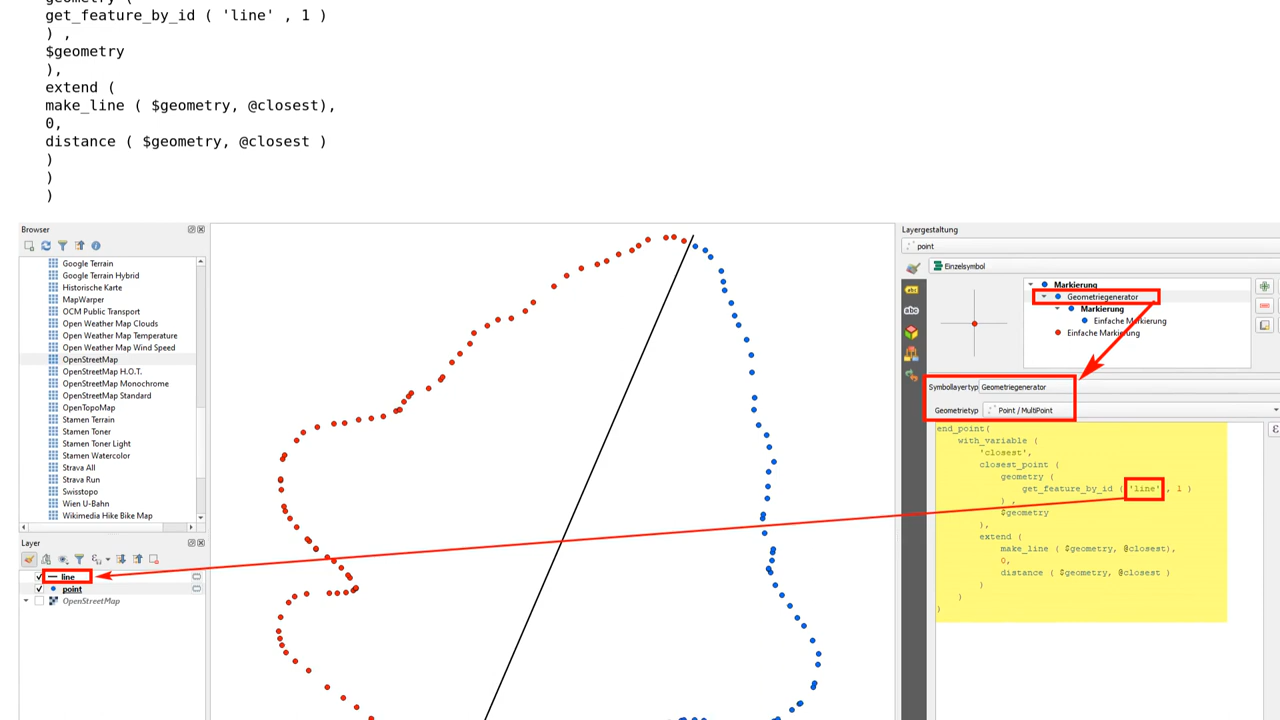 geometry (
get_feature_by_id ( 'line' , 1 )
) ,
$geometry
),
extend (
make_line ( $geometry, @closest),
0,
distance ( $geometry, @closest )
)
)
)
Browser
Google Terrain
Google Terrain Hybrid
Historische Karte
MapWarper
OCM Public Transport
Open Weather Map Clouds
Open Weather Map Temperature
Open Weather Map Wind Speed
OpenStreetMap
OpenStreetMap H.O.T.
OpenStreetMap Monochrome
OpenStreetMap Standard
OpenTopoMap
Stamen Terrain
Stamen Toner
Stamen Toner Light
Stamen Watercolor
Strava All
Strava Run
Swisstopo
Wien U-Bahn
Wikimedia Hike Bike Map
Layer
line
point
OpenStreetMap
Layergestaltung
point
Einzelsymbol
abc
abc
Markierung
Geometriegenerator
Markierung
Einfache Markierung
Einfache Markierung
Symbollayertyp Geometriegenerator
Geometrietyp Point / MultiPoint
end_point(
with_variable (
'closest',
closest_point (
geometry (
get_feature_by_id ( 'line' , 1 )
) ,
$geometry
),
extend (
make_line ( $geometry, @closest),
0,
distance ( $geometry, @closest )
)
)
)
ε